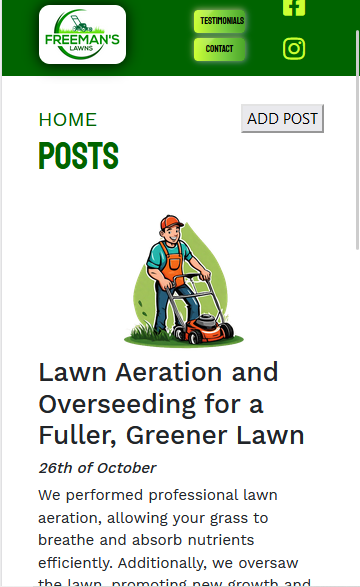 FREEMAN'S
LAWNS
TESTIMONIALS
CONTACT
HOME
ADD POST
POSTS
Lawn Aeration and
Overseeding for a
Fuller, Greener Lawn
26th of October
We performed professional lawn
aeration, allowing your grass to
breathe and absorb nutrients
efficiently. Additionally, we oversaw
the lawn, promoting new growth and